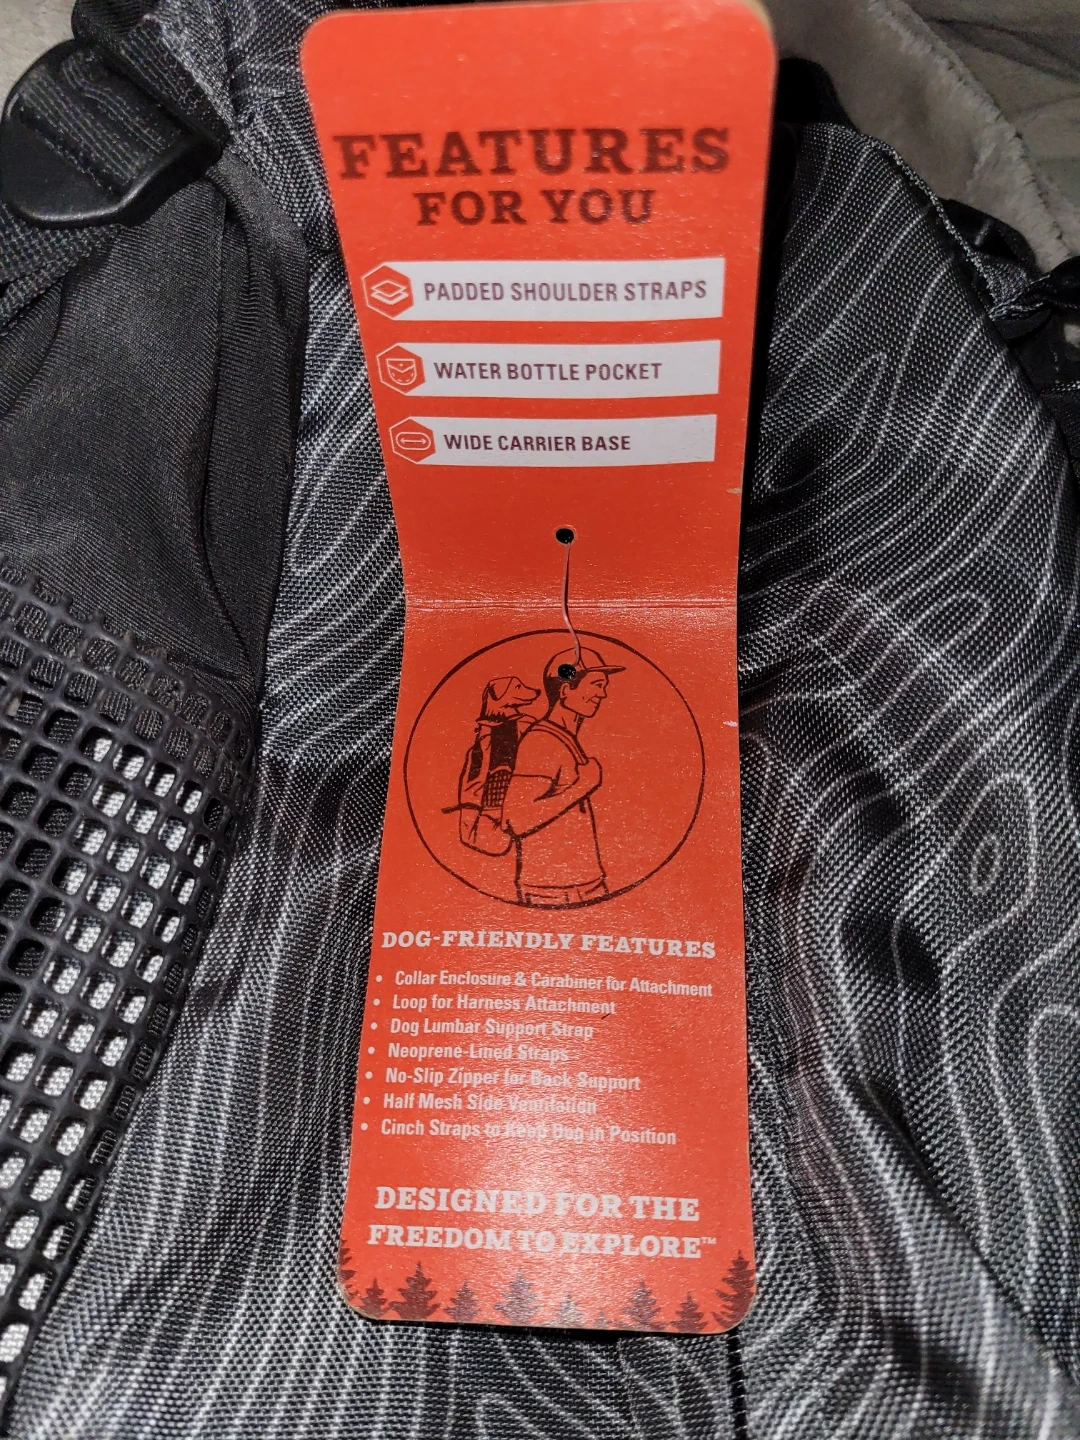 FEATURES
FOR YOU
PADDED SHOULDER STRAPS
WATER BOTTLE POCKET
WIDE CARRIER BASE
DOG-FRIENDLY FEATURES
• Collar Enclosure & Carabiner for Attachment
• Loop for Harness Attachment
• Dog Lumbar Support Strap
• Neoprene-Lined Straps
• No-Slip Zipper for Back Support
• Half Mesh Side Ventilation
• Cinch Straps to Keep Dog in Position
DESIGNED FOR THE
FREEDOM TO EXPLORE™